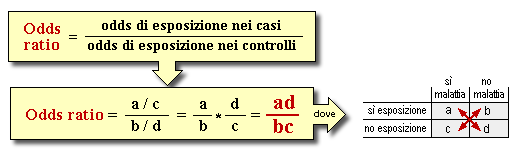 Odds ratio = odds di esposizione nei casi / odds di esposizione nei controlli
Odds ratio = a / c / b / d = a / b * d / c = ad / bc
dove
sì malattia no malattia
sì esposizione a b
no esposizione c d